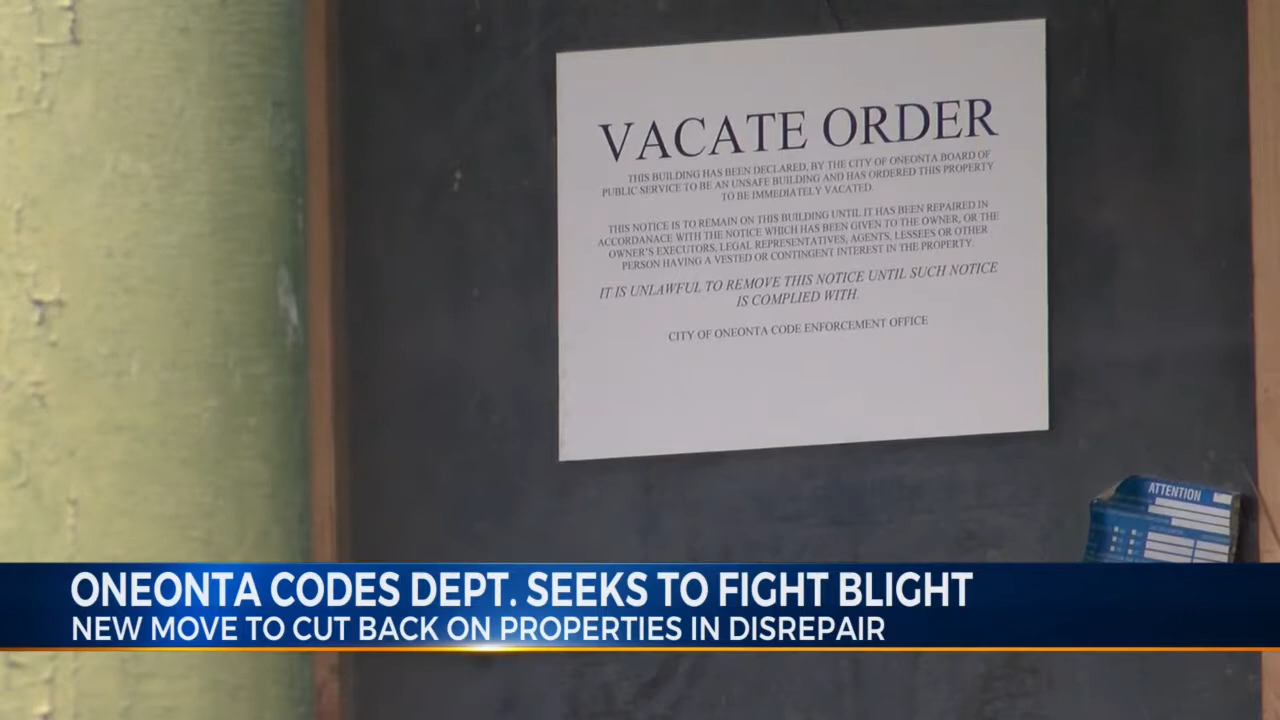 VACATE ORDER
THIS BUILDING HAS BEEN DECLARED, BY THE CITY OF ONEONTA BOARD OF
PUBLIC SERVICE TO BE AN UNSAFE BUILDING AND HAS ORDERED THIS PROPERTY
TO BE IMMEDIATELY VACATED.
THIS NOTICE IS TO REMAIN ON THIS BUILDING UNTIL IT HAS BEEN REPAIRED IN
ACCORDANACE WITH THE NOTICE WHICH HAS BEEN GIVEN TO THE OWNER, OR THE
OWNER'S EXECUTORS, LEGAL REPRESENTATIVES, AGENTS, LESSEES OR OTHER
PERSON HAVING A VESTED OR CONTINGENT INTEREST IN THE PROPERTY.
IT IS UNLAWFUL TO REMOVE THIS NOTICE UNTIL SUCH NOTICE
IS COMPLIED WITH.
CITY OF ONEONTA CODE ENFORCEMENT OFFICE
ATTENTION
ONEONTA CODES DEPT. SEEKS TO FIGHT BLIGHT
NEW MOVE TO CUT BACK ON PROPERTIES IN DISREPAIR